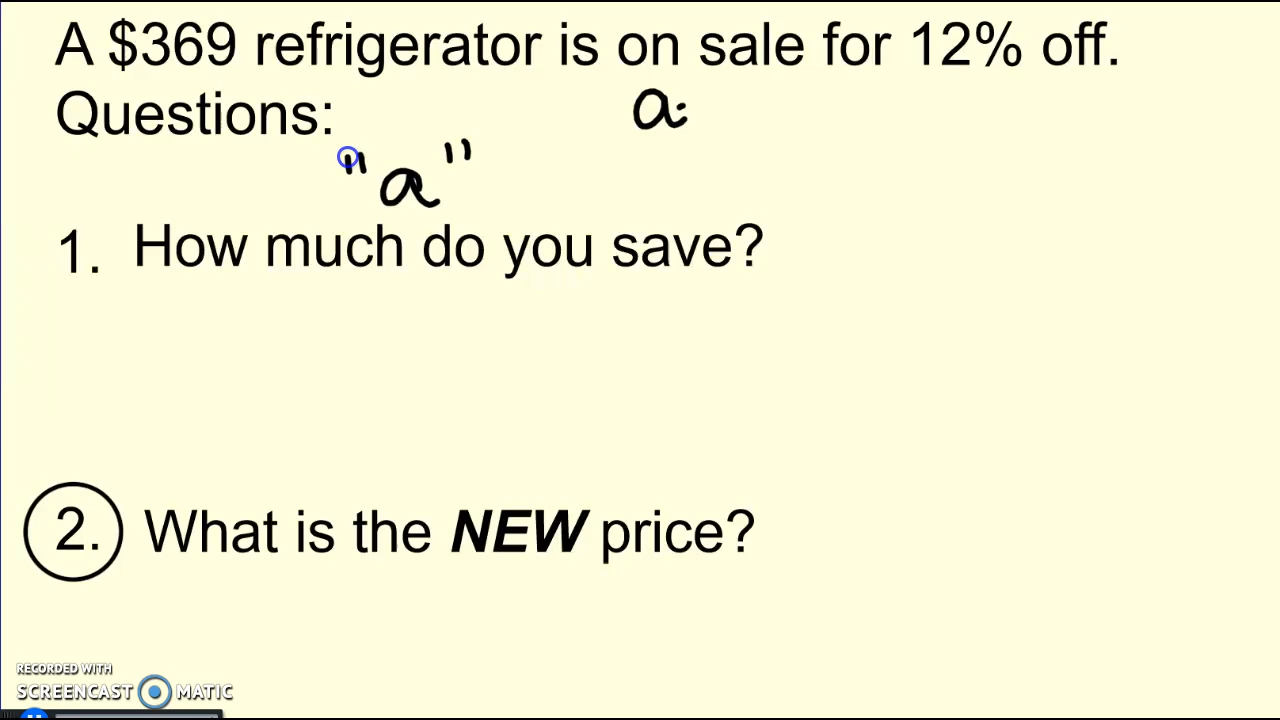 A $369 refrigerator is on sale for 12% off.
Questions:
a.
"a"
1. How much do you save?
2. What is the NEW price?
RECORDED WITH
SCREENCAST MATIC